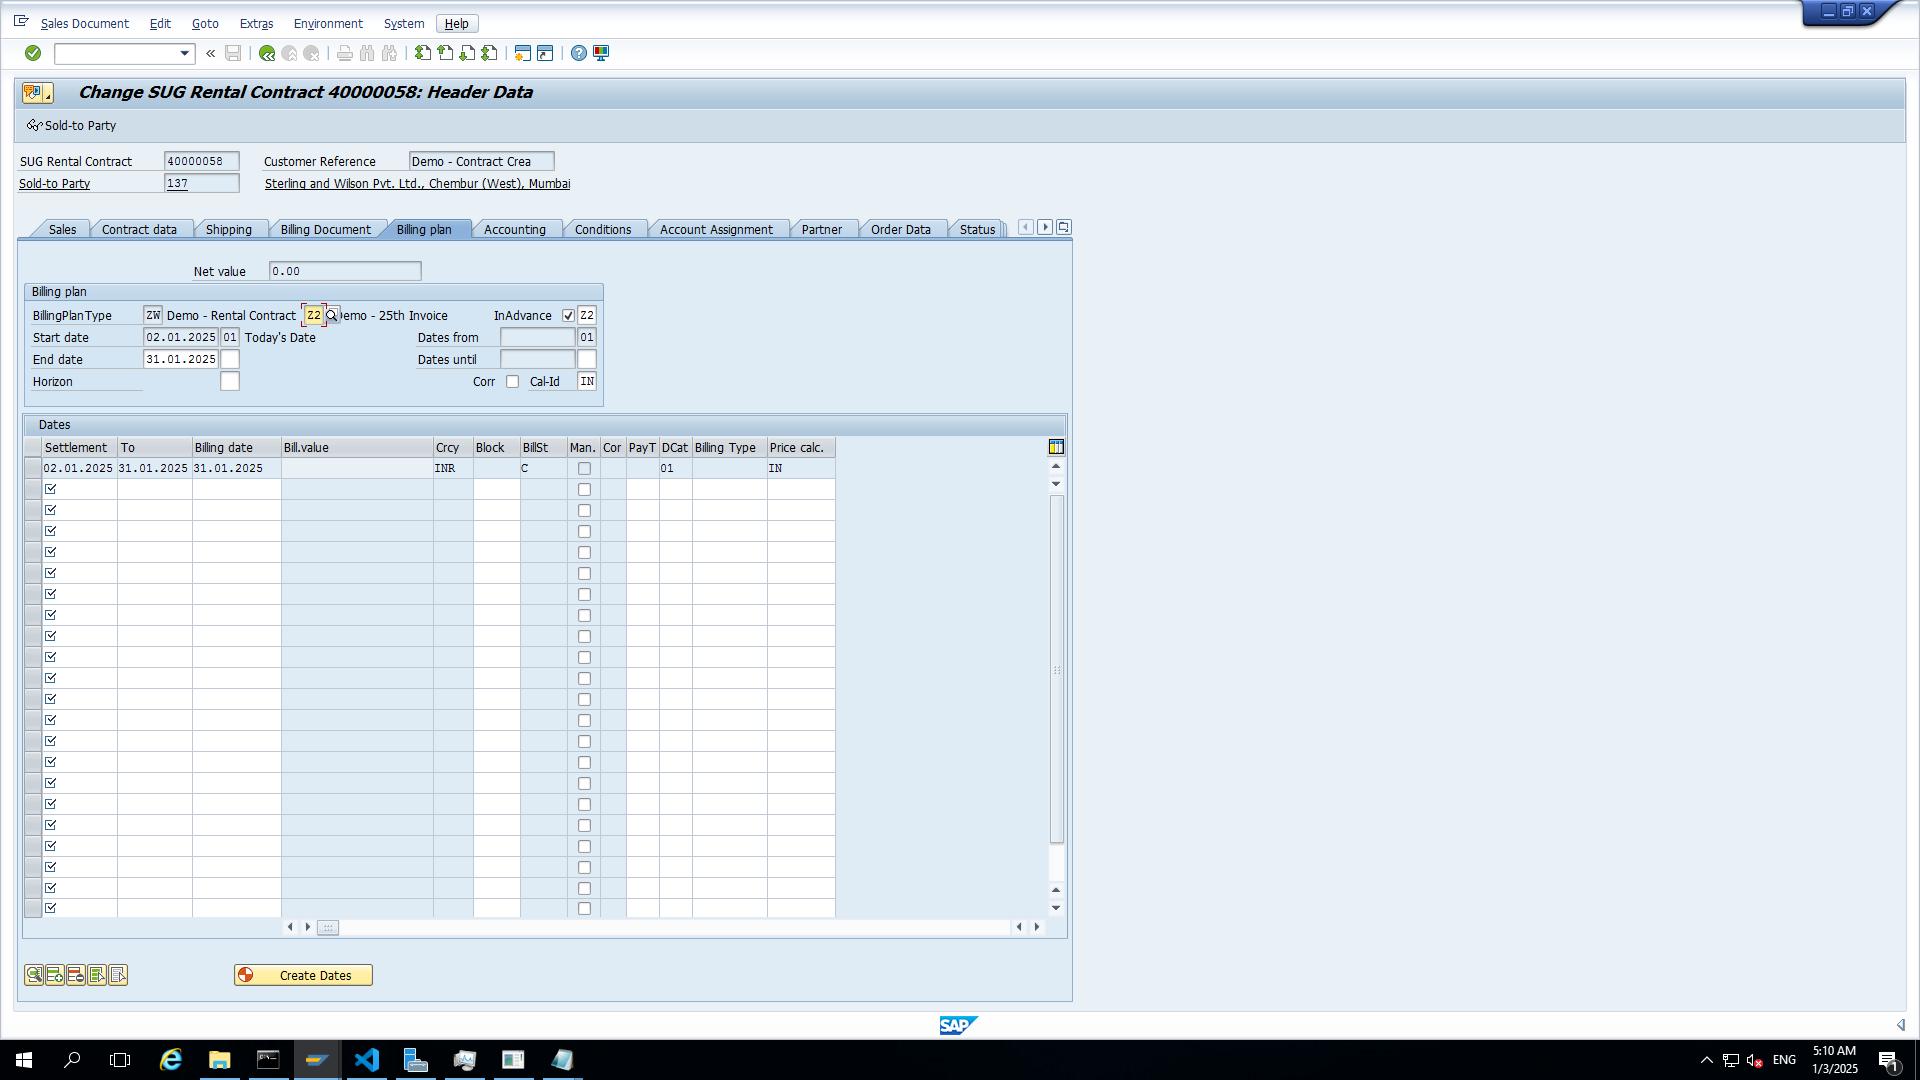 Sales Document Edit Goto Extras Environment System Help
Change SUG Rental Contract 40000058: Header Data
Sold-to Party
SUG Rental Contract 40000058 Customer Reference Demo - Contract Crea
Sold-to Party 137 Sterling and Wilson Pvt. Ltd., Chembur (West), Mumbai
Sales Contract data Shipping Billing Document Billing plan Accounting Conditions Account Assignment Partner Order Data Status
Net value 0.00
Billing plan
BillingPlanType ZW Demo - Rental Contract Z2 emo - 25th Invoice InAdvance Z2
Start date 02.01.2025 01 Today's Date Dates from 01
End date 31.01.2025 Dates until
Horizon Corr Cal-Id IN
Dates
Settlement To Billing date Bill.value Crcy Block BillSt Man. Cor PayT DCat Billing Type Price calc.
02.01.2025 31.01.2025 31.01.2025 INR C 01 IN
Create Dates
SAP
ENG
5:10 AM
1/3/2025
1